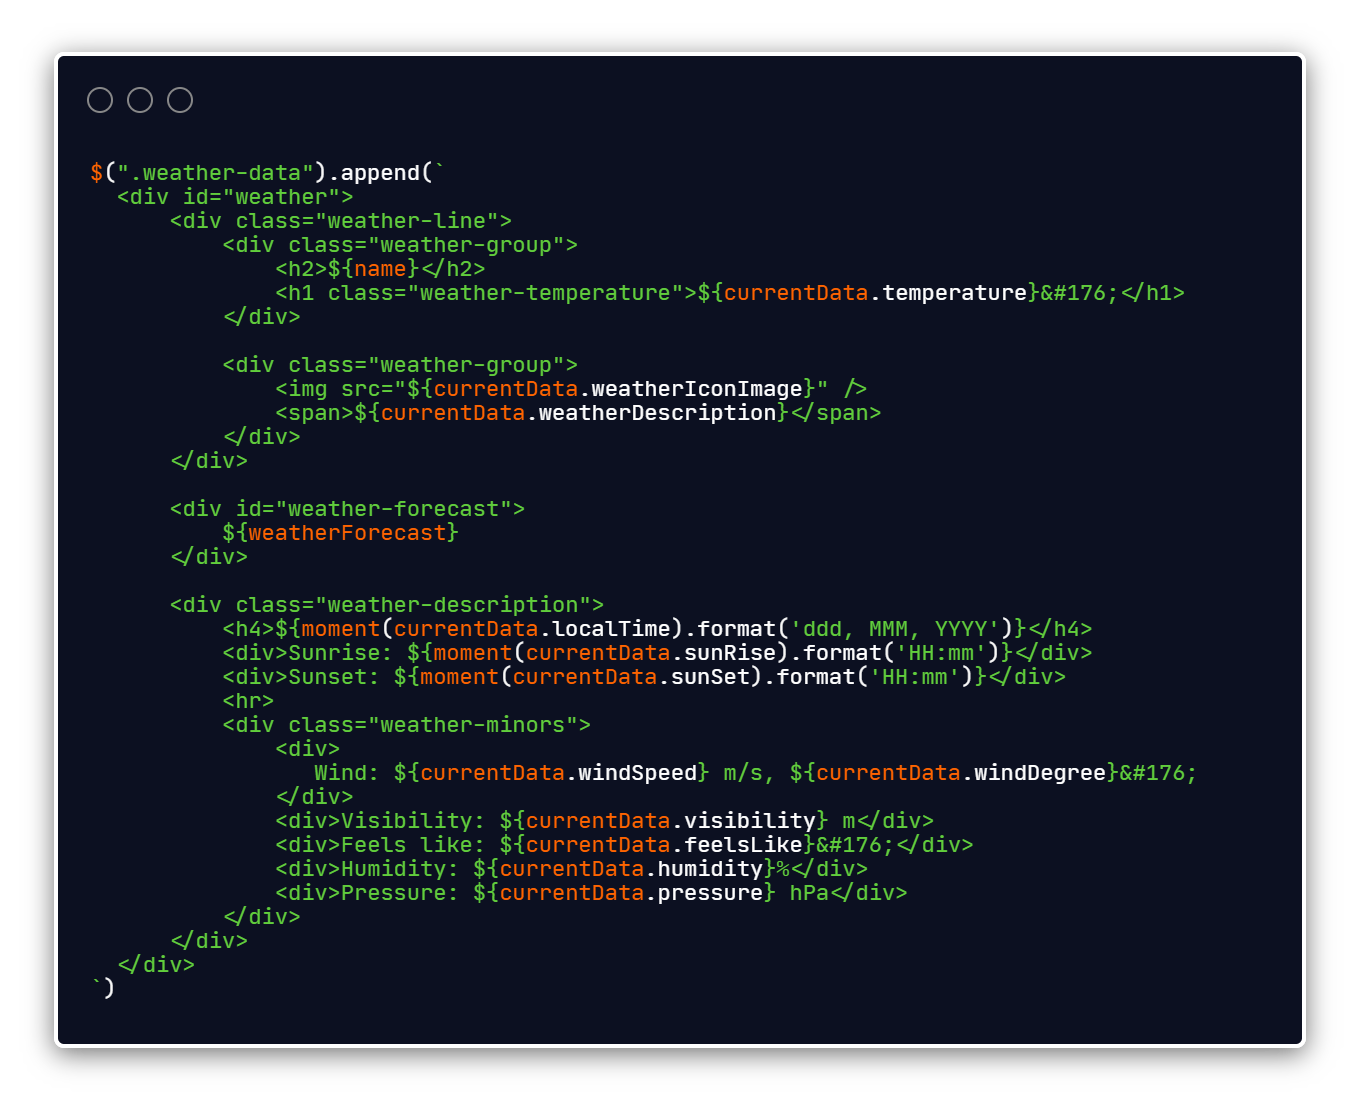 $(".weather-data").append(`
  <div id="weather">
      <div class="weather-line">
          <div class="weather-group">
              <h2>${name}</h2>
              <h1 class="weather-temperature">${currentData.temperature}&#176;</h1>
          </div>

          <div class="weather-group">
              <img src="${currentData.weatherIconImage}" />
              <span>${currentData.weatherDescription}</span>
          </div>
      </div>

      <div id="weather-forecast">
          ${weatherForecast}
      </div>

      <div class="weather-description">
          <h4>${moment(currentData.localTime).format('ddd, MMM, YYYY')}</h4>
          <div>Sunrise: ${moment(currentData.sunRise).format('HH:mm')}</div>
          <div>Sunset: ${moment(currentData.sunSet).format('HH:mm')}</div>
          <hr>
          <div class="weather-minors">
              <div>
                 Wind: ${currentData.windSpeed} m/s, ${currentData.windDegree}&#176;
              </div>
              <div>Visibility: ${currentData.visibility} m</div>
              <div>Feels like: ${currentData.feelsLike}&#176;</div>
              <div>Humidity: ${currentData.humidity}%</div>
              <div>Pressure: ${currentData.pressure} hPa</div>
          </div>
      </div>
  </div>
`)